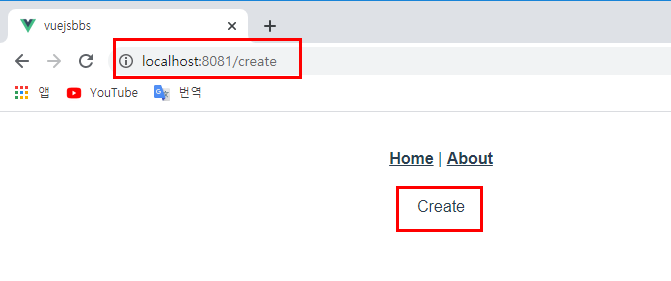 vuejsbbs
localhost:8081/create
앱 YouTube 번역
Home | About
Create